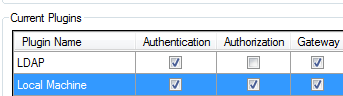 Current Plugins
Plugin Name Authentication Authorization Gateway
LDAP
Local Machine